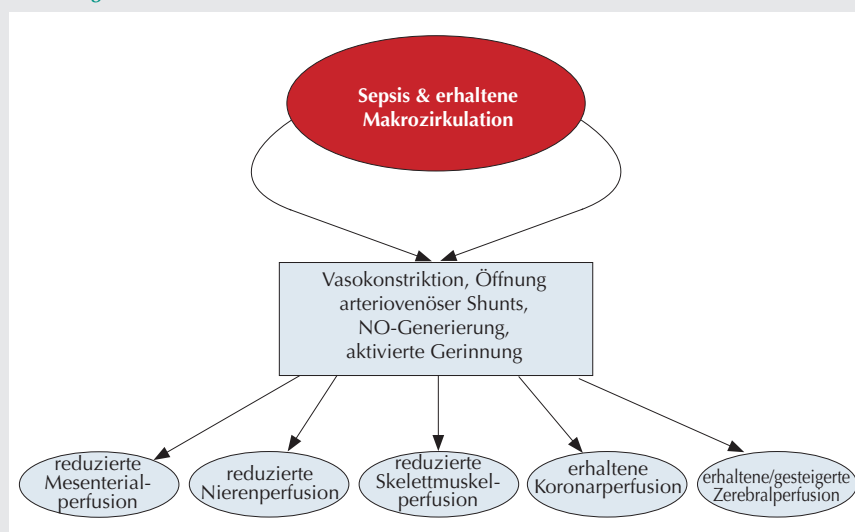 Sepsis & erhaltene
Makrozirkulation
Vasokonstriktion, Öffnung
arteriovenöser Shunts,
NO-Generierung,
aktivierte Gerinnung
reduzierte
Mesenterial-
perfusion
reduzierte
Nierenperfusion
reduzierte
Skelettmuskel-
perfusion
erhaltene
Koronarperfusion
erhaltene/gesteigerte
Zerebralperfusion